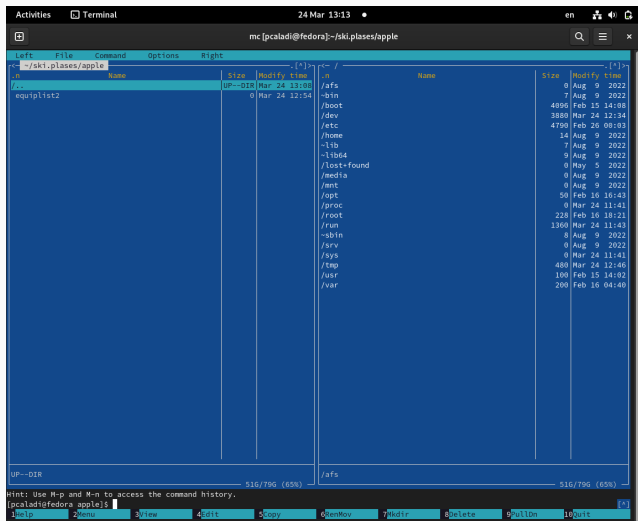 Activities Terminal 24 Mar 13:13 en
mc [pcaladi@fedora]:~/ski.plases/apple
Left File Command Options Right
~/ski.plases/apple .[^]>
.n Name Size Modify time
/.. UP--DIR Mar 24 13:08
equiplist2 0 Mar 24 12:54
UP--DIR
51G/79G (65%)
<─ / .[^]>
.n Name Size Modify time
/afs 0 Aug 9 2022
~bin 7 Aug 9 2022
/boot 4096 Feb 15 14:08
/dev 3880 Mar 24 12:34
/etc 4790 Feb 26 00:03
/home 14 Aug 9 2022
~lib 7 Aug 9 2022
~lib64 9 Aug 9 2022
/lost+found 0 May 5 2022
/media 0 Aug 9 2022
/mnt 0 Aug 9 2022
/opt 50 Feb 16 16:43
/proc 0 Mar 24 11:41
/root 228 Feb 16 18:21
/run 1360 Mar 24 11:43
~sbin 8 Aug 9 2022
/srv 0 Aug 9 2022
/sys 0 Mar 24 11:41
/tmp 480 Mar 24 12:46
/usr 100 Feb 15 14:02
/var 200 Feb 16 04:40
/afs
51G/79G (65%)
Hint: Use M-p and M-n to access the command history.
[pcaladi@fedora apple]$ [^]
1Help 2Menu 3View 4Edit 5Copy 6RenMov 7Mkdir 8Delete 9PullDn 10Quit